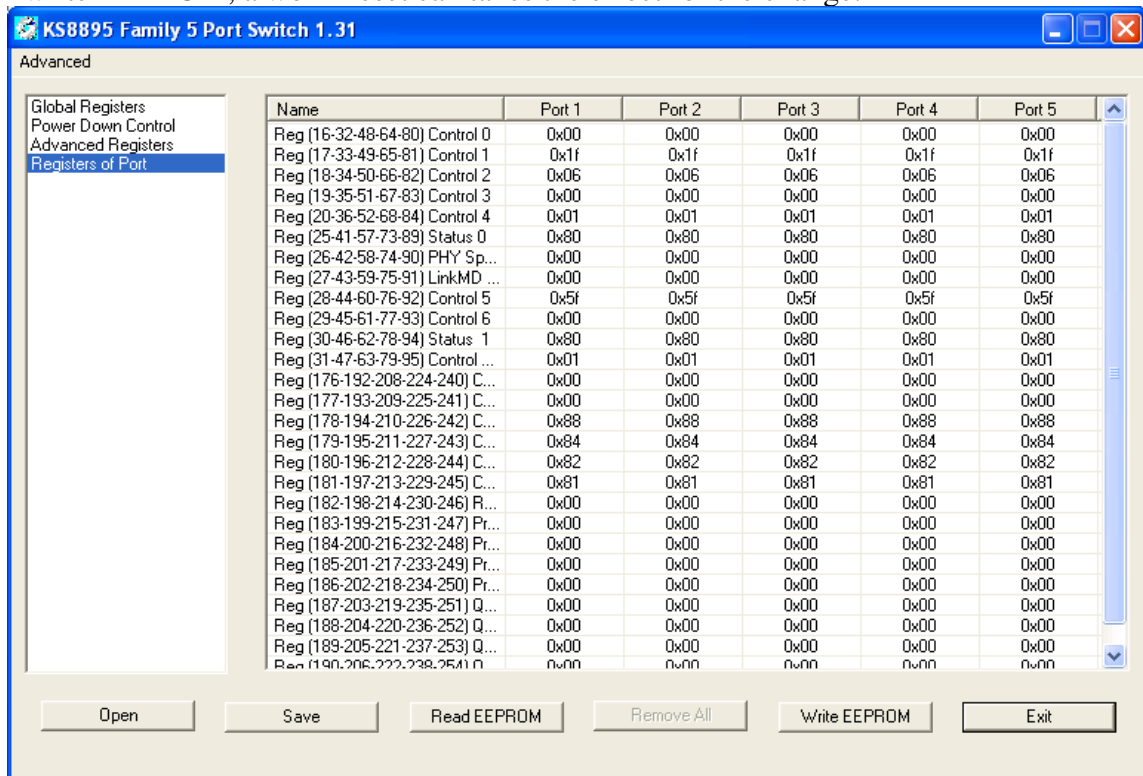 KS8895 Family 5 Port Switch 1.31
Advanced
Global Registers
Power Down Control
Advanced Registers
Registers of Port
Name Port 1 Port 2 Port 3 Port 4 Port 5
Reg (16-32-48-64-80) Control 0 0x00 0x00 0x00 0x00 0x00
Reg (17-33-49-65-81) Control 1 0x1f 0x1f 0x1f 0x1f 0x1f
Reg (18-34-50-66-82) Control 2 0x06 0x06 0x06 0x06 0x06
Reg (19-35-51-67-83) Control 3 0x00 0x00 0x00 0x00 0x00
Reg (20-36-52-68-84) Control 4 0x01 0x01 0x01 0x01 0x01
Reg (25-41-57-73-89) Status 0 0x80 0x80 0x80 0x80 0x80
Reg (26-42-58-74-90) PHY Sp... 0x00 0x00 0x00 0x00 0x00
Reg (27-43-59-75-91) LinkMD ... 0x00 0x00 0x00 0x00 0x00
Reg (28-44-60-76-92) Control 5 0x5f 0x5f 0x5f 0x5f 0x5f
Reg (29-45-61-77-93) Control 6 0x00 0x00 0x00 0x00 0x00
Reg (30-46-62-78-94) Status 1 0x80 0x80 0x80 0x80 0x80
Reg (31-47-63-79-95) Control ... 0x01 0x01 0x01 0x01 0x01
Reg (176-192-208-224-240) C... 0x00 0x00 0x00 0x00 0x00
Reg (177-193-209-225-241) C... 0x00 0x00 0x00 0x00 0x00
Reg (178-194-210-226-242) C... 0x88 0x88 0x88 0x88 0x88
Reg (179-195-211-227-243) C... 0x84 0x84 0x84 0x84 0x84
Reg (180-196-212-228-244) C... 0x82 0x82 0x82 0x82 0x82
Reg (181-197-213-229-245) C... 0x81 0x81 0x81 0x81 0x81
Reg (182-198-214-230-246) R... 0x00 0x00 0x00 0x00 0x00
Reg (183-199-215-231-247) Pr... 0x00 0x00 0x00 0x00 0x00
Reg (184-200-216-232-248) Pr... 0x00 0x00 0x00 0x00 0x00
Reg (185-201-217-233-249) Pr... 0x00 0x00 0x00 0x00 0x00
Reg (186-202-218-234-250) Pr... 0x00 0x00 0x00 0x00 0x00
Reg (187-203-219-235-251) Q... 0x00 0x00 0x00 0x00 0x00
Reg (188-204-220-236-252) Q... 0x00 0x00 0x00 0x00 0x00
Reg (189-205-221-237-253) Q... 0x00 0x00 0x00 0x00 0x00
Reg (190-206-222-238-254) Q... 0x00 0x00 0x00 0x00 0x00
Open Save Read EEPROM Remove All Write EEPROM Exit